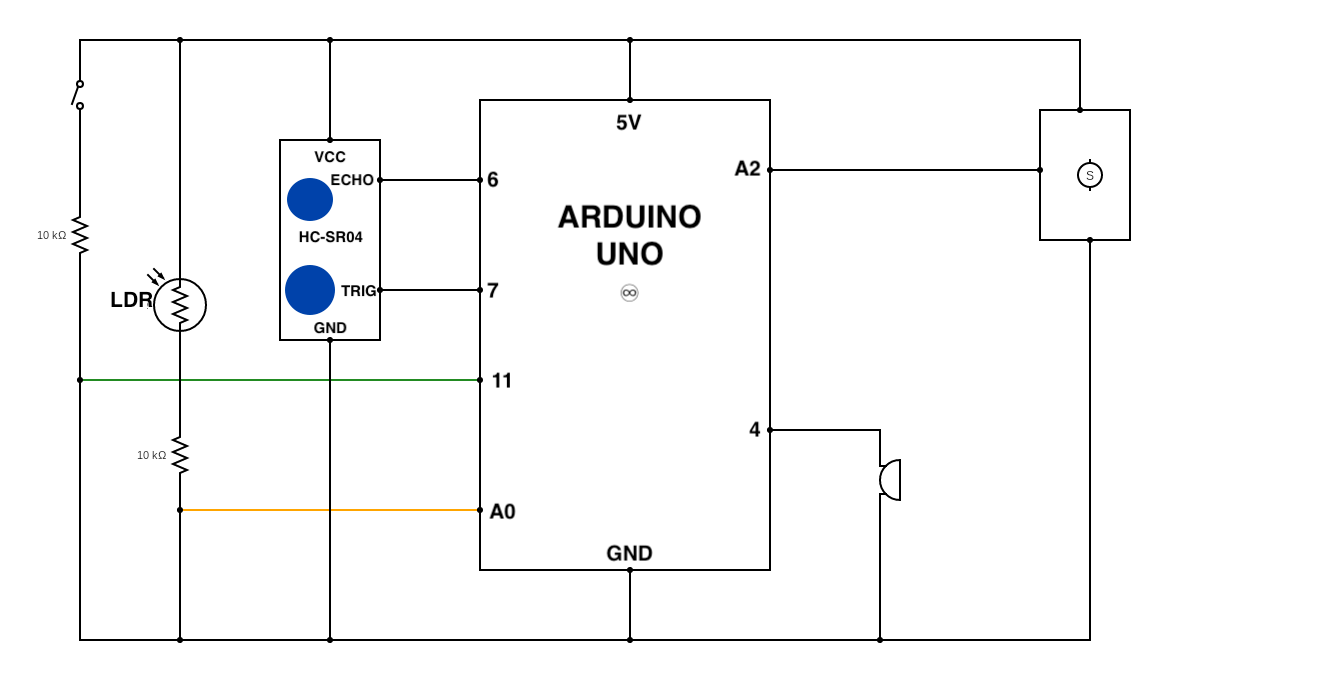 5V
VCC
ECHO
6
A2
S
ARDUINO
UNO
10 kΩ
HC-SR04
LDR
TRIG
7
GND
11
4
10 kΩ
A0
GND